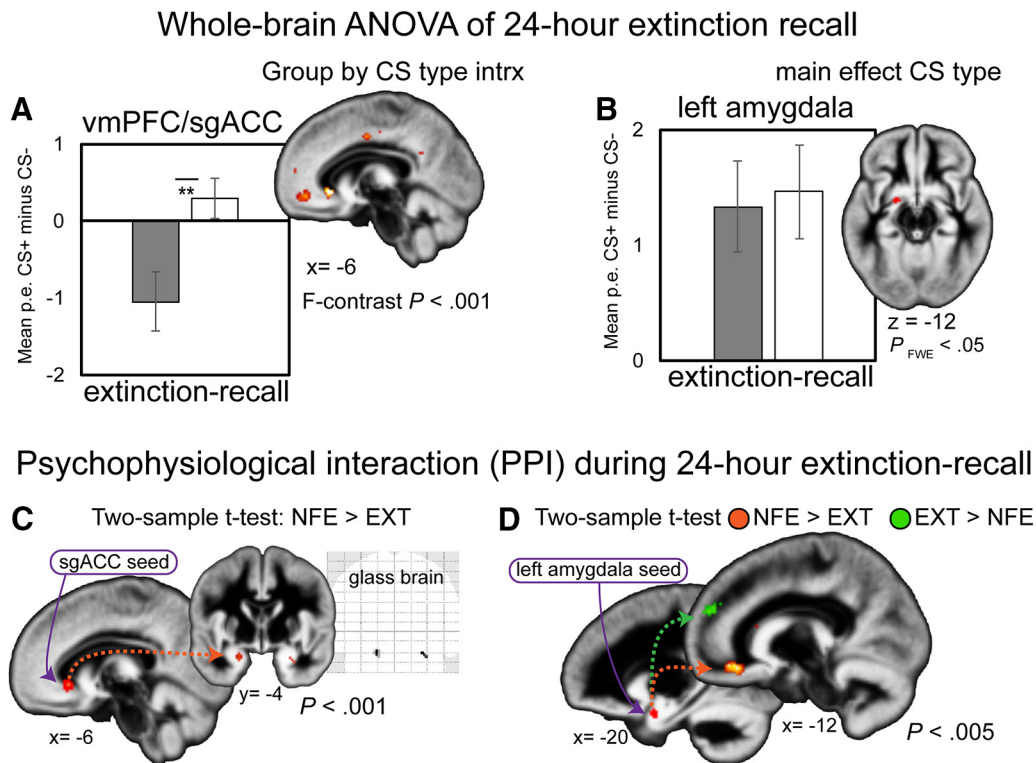 Whole-brain ANOVA of 24-hour extinction recall
Group by CS type intrx
main effect CS type
A
vmPFC/sgACC
Mean p.e. CS+ minus CS-
1
0
-1
-2
**
extinction-recall
x= -6
F-contrast P < .001
B
left amygdala
Mean p.e. CS+ minus CS-
2
1
0
extinction-recall
z = -12
P FWE < .05
Psychophysiological interaction (PPI) during 24-hour extinction-recall
C
Two-sample t-test: NFE > EXT
sgACC seed
glass brain
x= -6
y= -4
P < .001
D
Two-sample t-test NFE > EXT EXT > NFE
left amygdala seed
x= -20
x= -12
P < .005